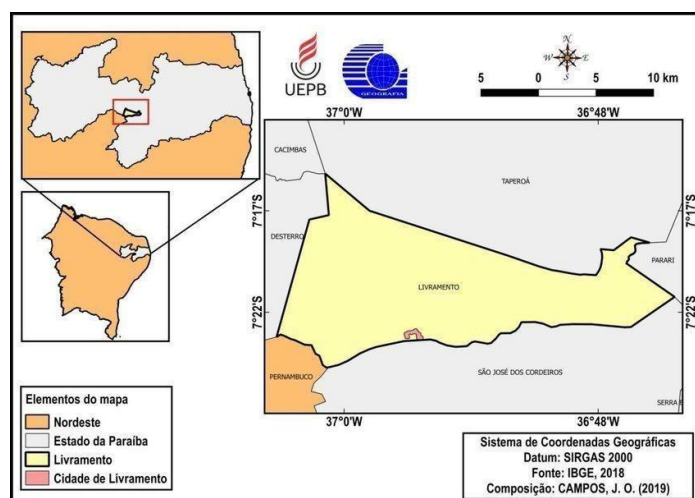 UEPB
GEOGRAFIA
N
W
E
S
5 0 5 10 km
37°0'W 36°48'W
CACIMBAS
TAPEROÁ
7°17'S
7°17'S
DESTERRO
PARARI
LIVRAMENTO
7°22'S
7°22'S
PERNAMBUCO
SÃO JOSÉ DOS CORDEIROS
SERRA
37°0'W 36°48'W
Elementos do mapa
Nordeste
Estado da Paraíba
Livramento
Cidade de Livramento
Sistema de Coordenadas Geográficas
Datum: SIRGAS 2000
Fonte: IBGE, 2018
Composição: CAMPOS, J. O. (2019)